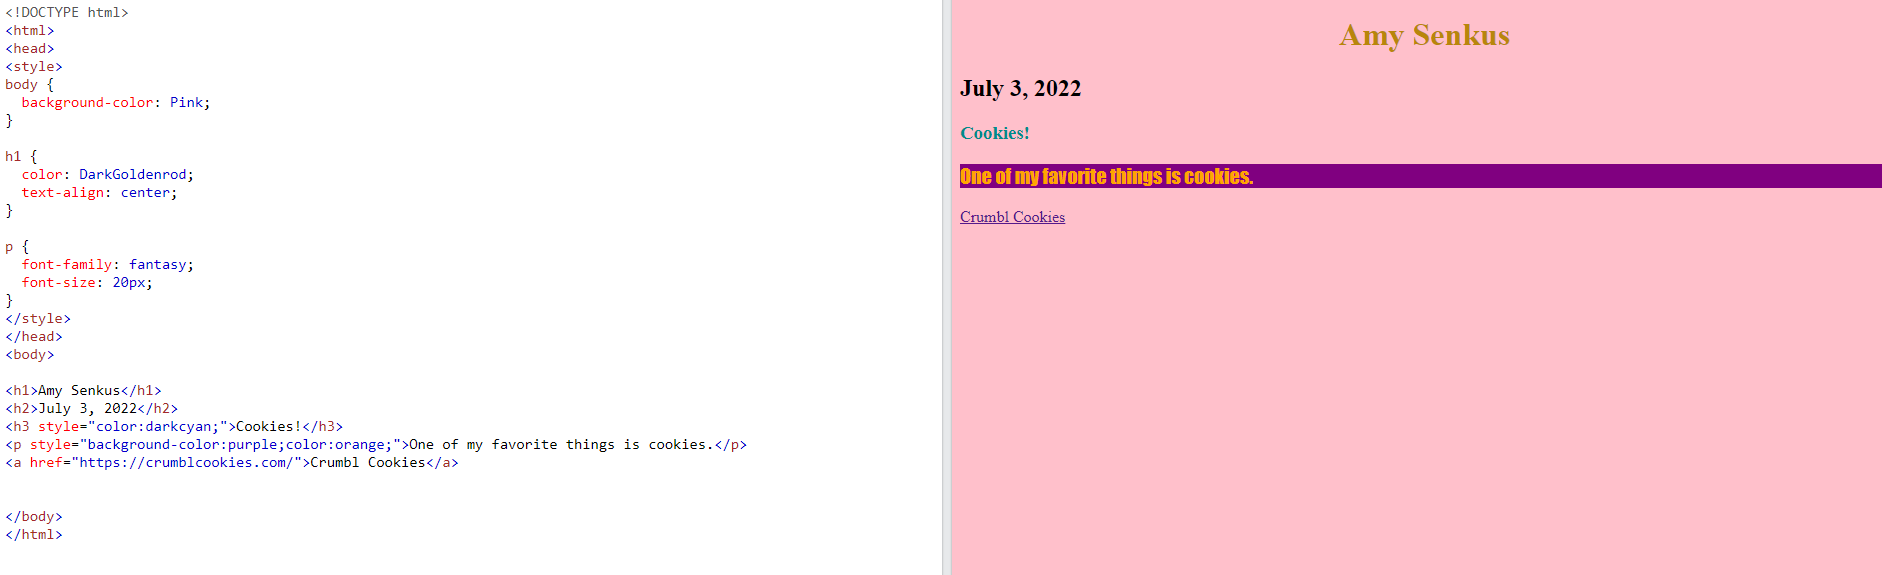 <!DOCTYPE html>
<html>
<head>
<style>
body {
  background-color: Pink;
}

h1 {
  color: DarkGoldenrod;
  text-align: center;
}

p {
  font-family: fantasy;
  font-size: 20px;
}
</style>
</head>
<body>

<h1>Amy Senkus</h1>
<h2>July 3, 2022</h2>
<h3 style="color:darkcyan;">Cookies!</h3>
<p style="background-color:purple;color:orange;">One of my favorite things is cookies.</p>
<a href="https://crumblcookies.com/">Crumbl Cookies</a>

</body>
</html>
Amy Senkus
July 3, 2022
Cookies!
One of my favorite things is cookies.
Crumbl Cookies